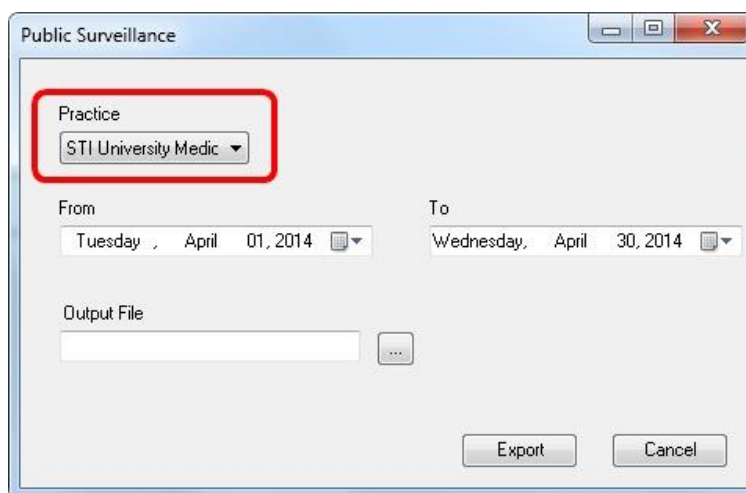 Public Surveillance
Practice
STI University Medic
From
To
Tuesday , April 01, 2014
Wednesday, April 30, 2014
Output File
...
Export
Cancel